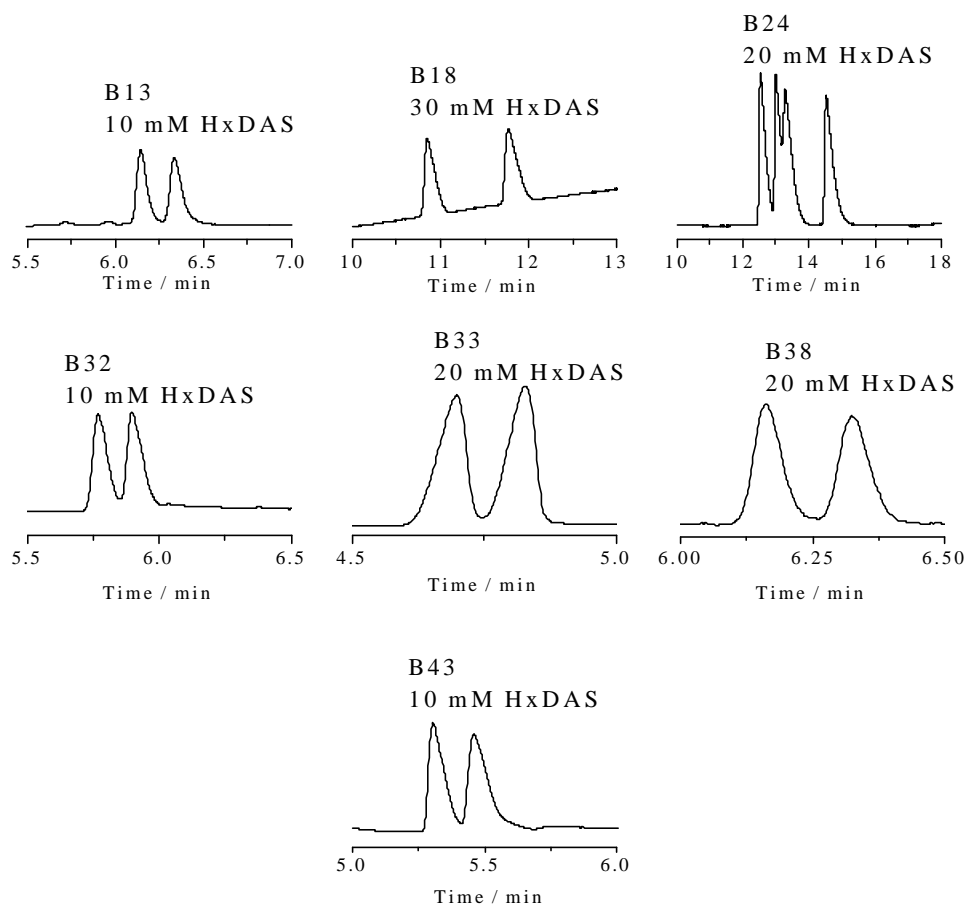 B13
10 mM HxDAS
5.5 6.0 6.5 7.0
Time / min
B18
30 mM HxDAS
10 11 12 13
Time / min
B24
20 mM HxDAS
10 12 14 16 18
Time / min
B32
10 mM HxDAS
5.5 6.0 6.5
Time / min
B33
20 mM HxDAS
4.5 5.0
Time / min
B38
20 mM HxDAS
6.00 6.25 6.50
Time / min
B43
10 mM HxDAS
5.0 5.5 6.0
Time / min